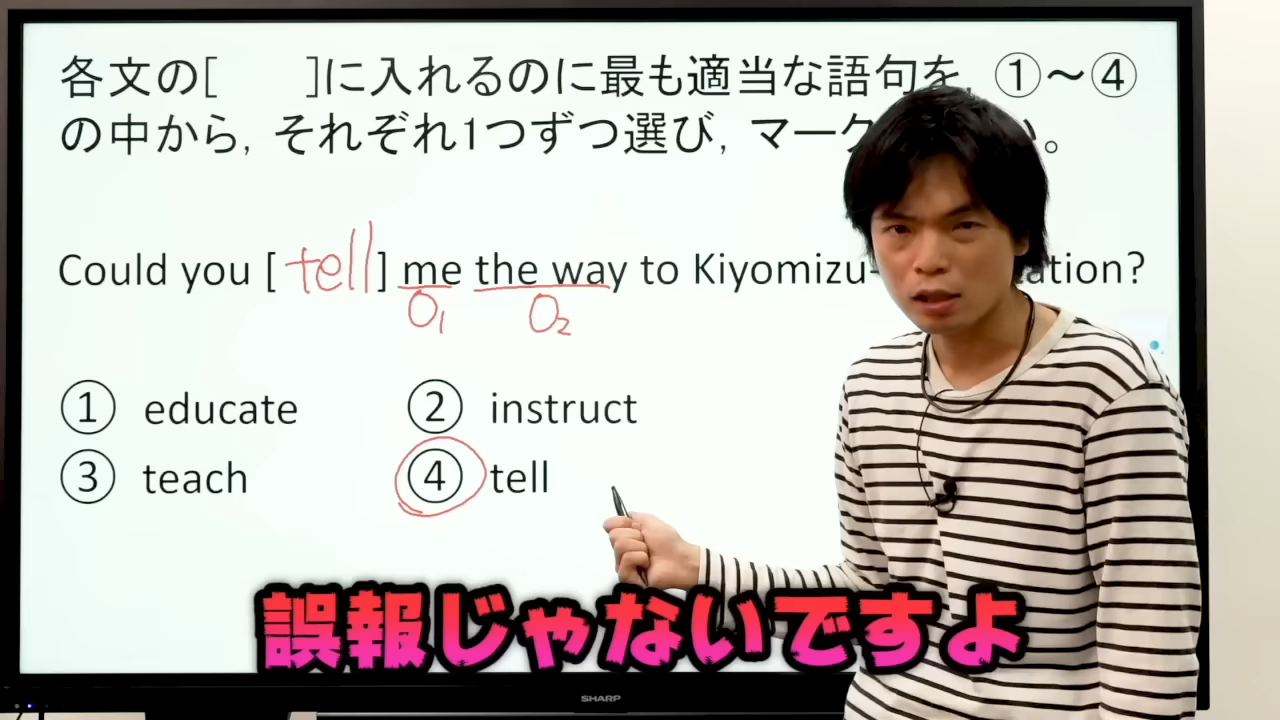 各文の[ ]に入れるのに最も適当な語句を, ①～④
の中から, それぞれ1つずつ選び, マーク
Could you [ tell ] me the way to Kiyomizu- ation?
O₁ O₂
① educate ② instruct
③ teach ④ tell
誤報じゃないですよ
SHARP